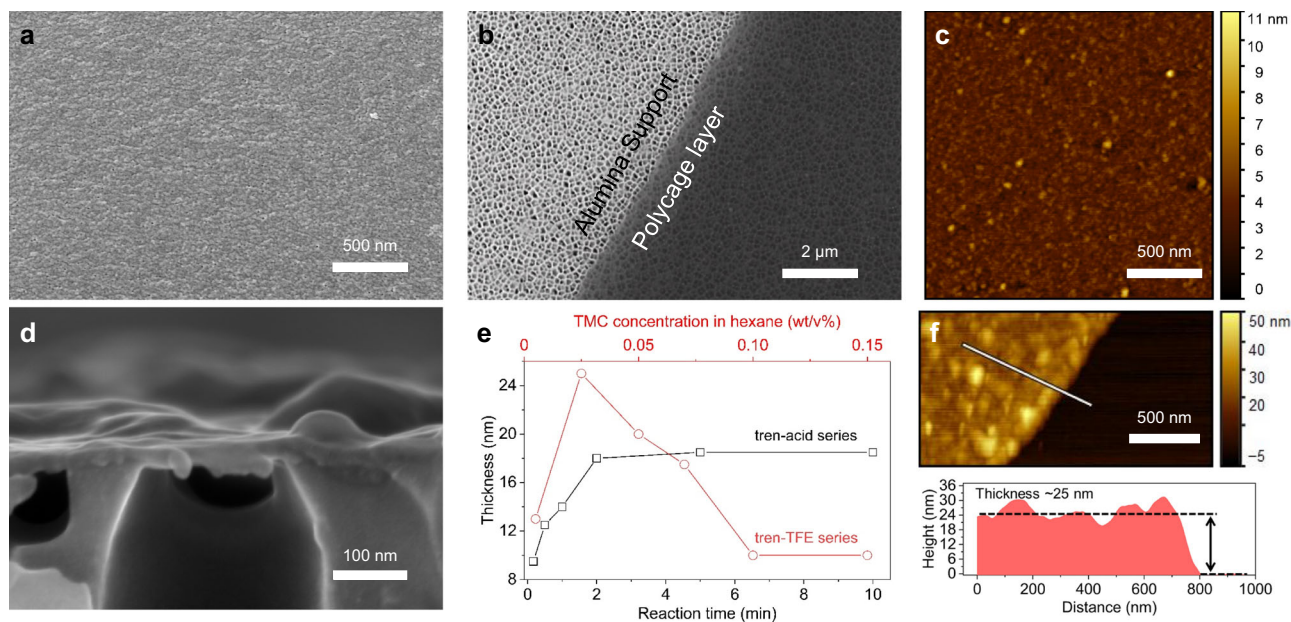 a
500 nm
b
Alumina Support
Polycage layer
2 µm
c
500 nm
11 nm
10
9
8
7
6
5
4
3
2
1
0
d
100 nm
e
TMC concentration in hexane (wt/v%)
0 0.05 0.10 0.15
24
20
16
12
8
Thickness (nm)
tren-acid series
tren-TFE series
0 2 4 6 8 10
Reaction time (min)
f
500 nm
50 nm
40
30
20
−5
Thickness ~25 nm
36
30
24
18
12
6
0
Height (nm)
0 200 400 600 800 1000
Distance (nm)